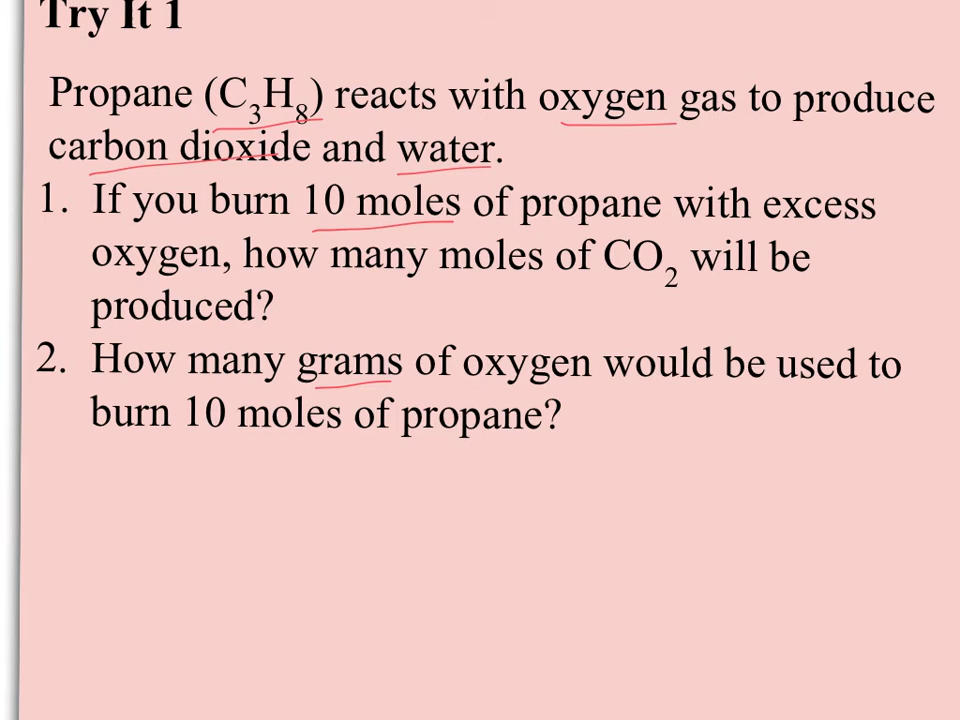 Try It 1
Propane (C₃H₈) reacts with oxygen gas to produce
carbon dioxide and water.
1. If you burn 10 moles of propane with excess
oxygen, how many moles of CO₂ will be
produced?
2. How many grams of oxygen would be used to
burn 10 moles of propane?